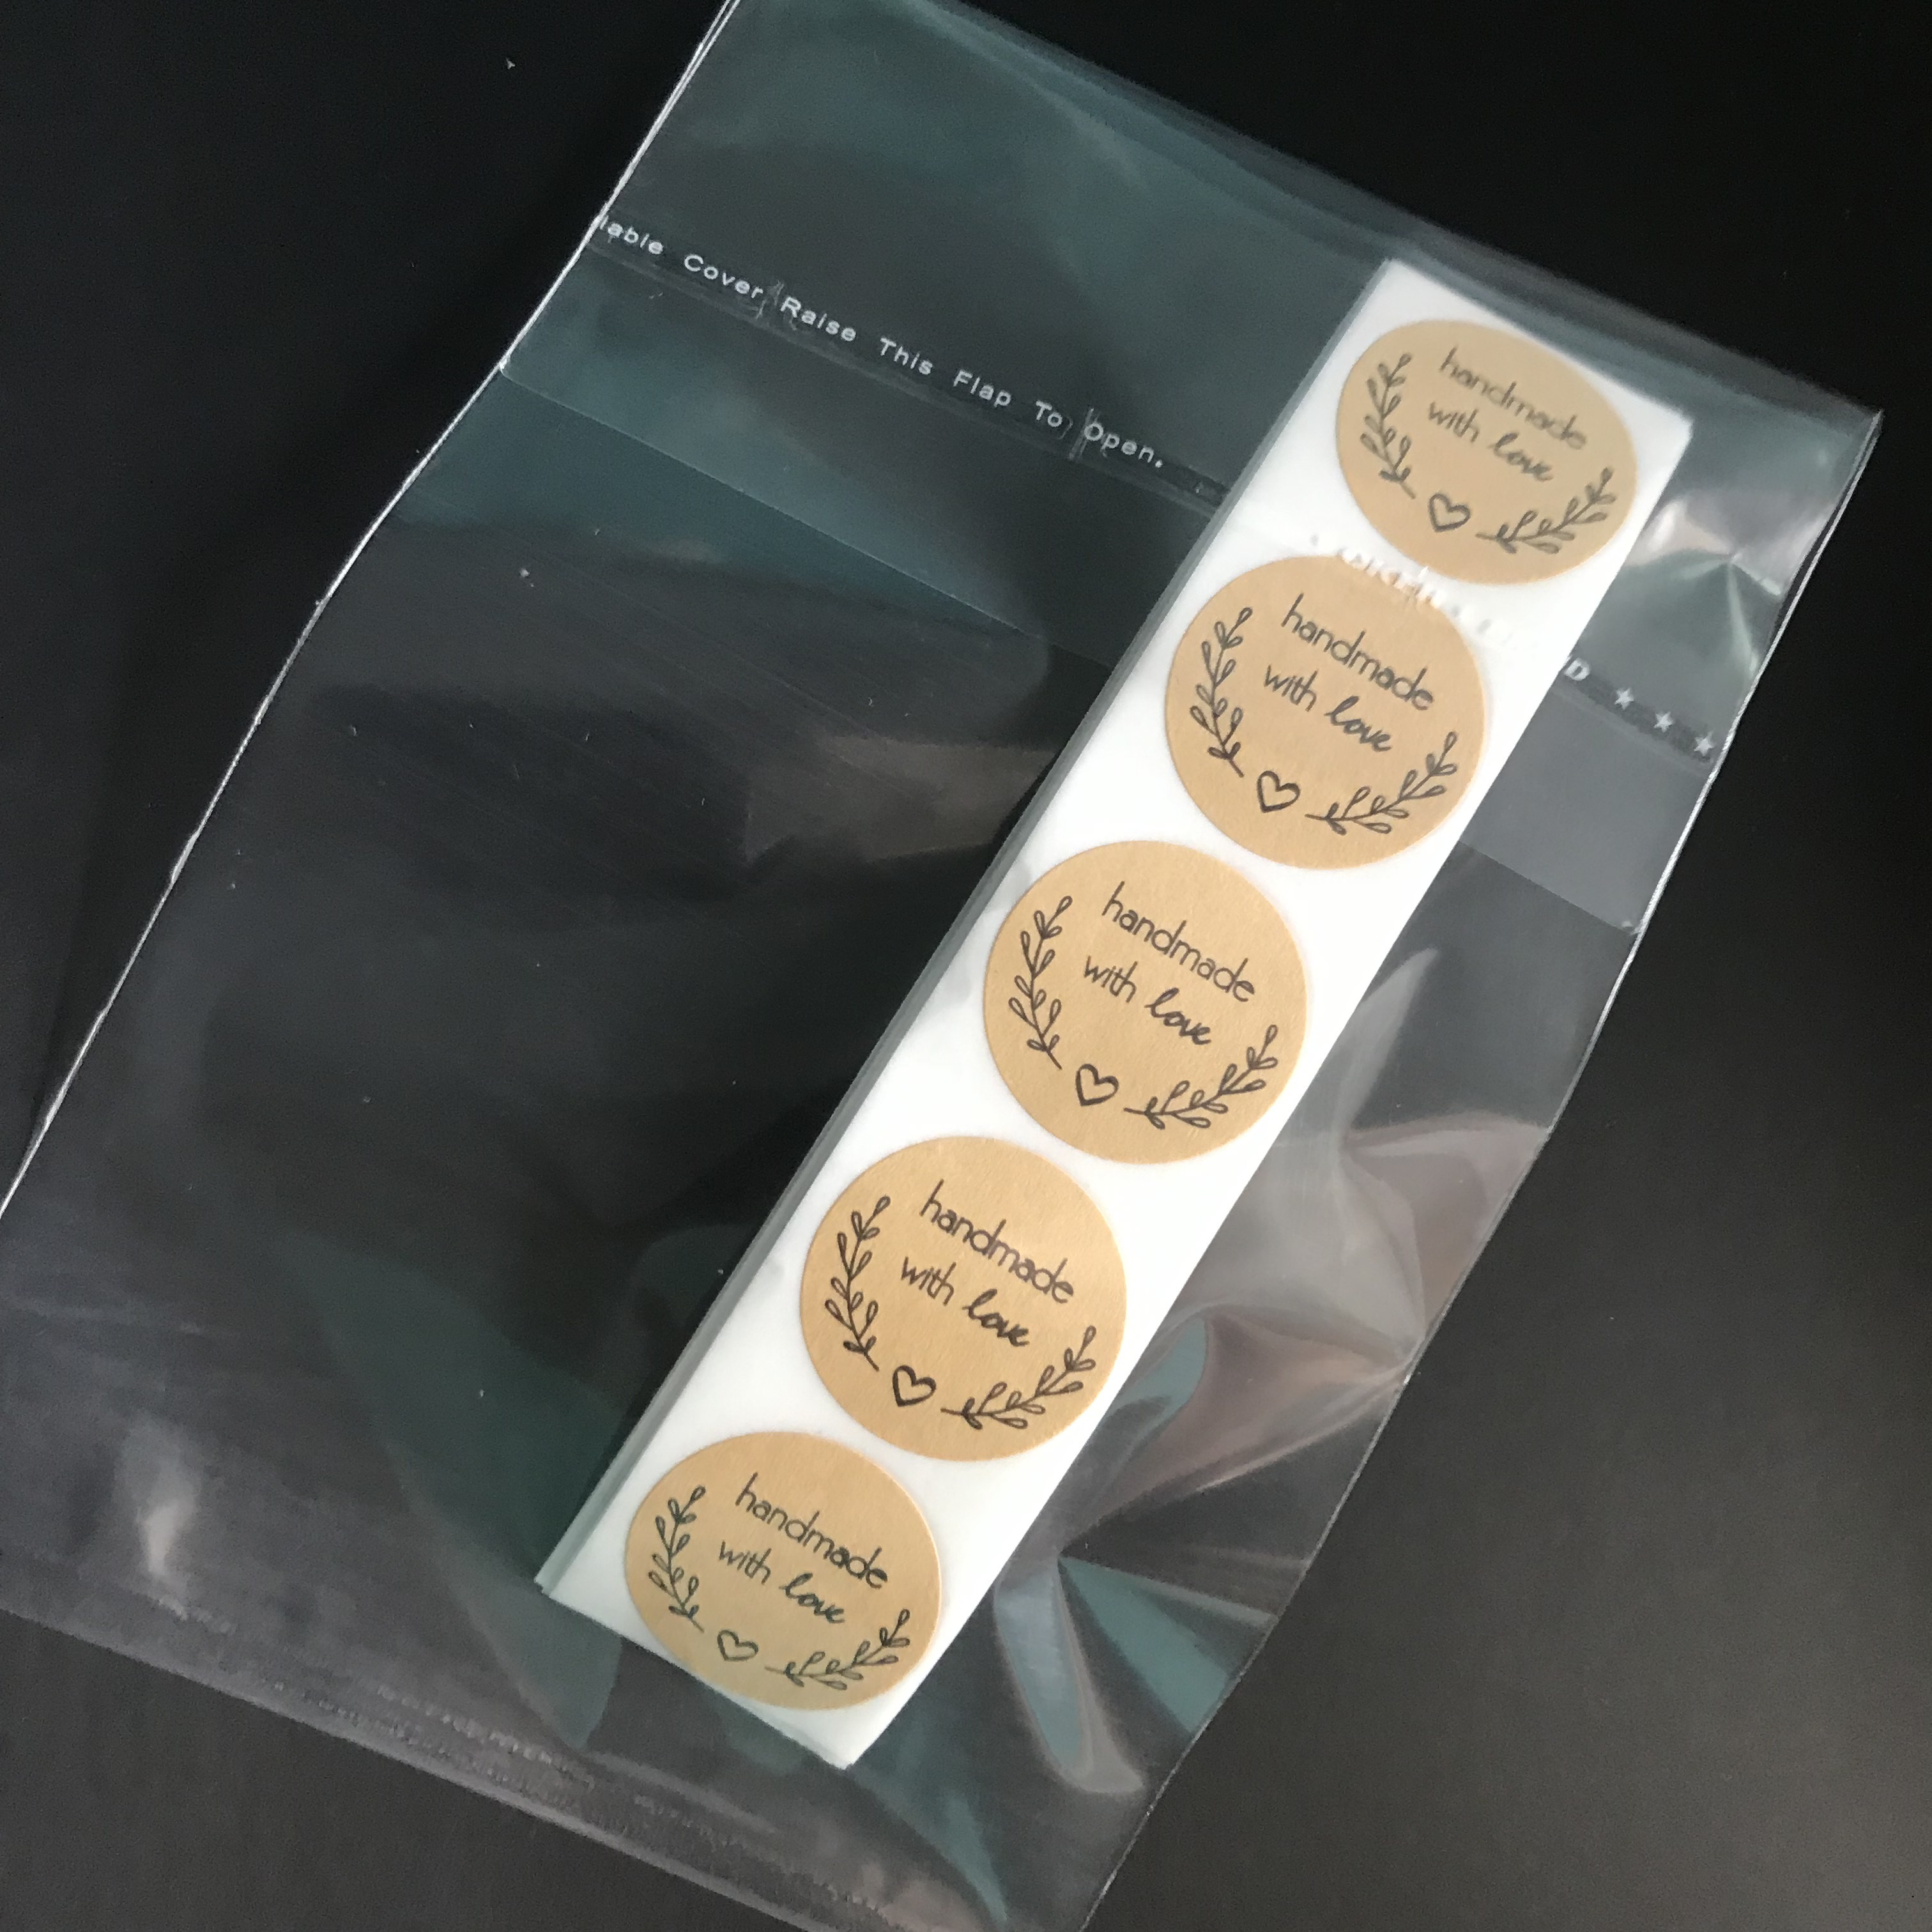 lable Cover Raise This Flap To Open.
D ★ ★ ★
handmade
with love
handmade
with love
handmade
with love
handmade
with love
handmade
with love